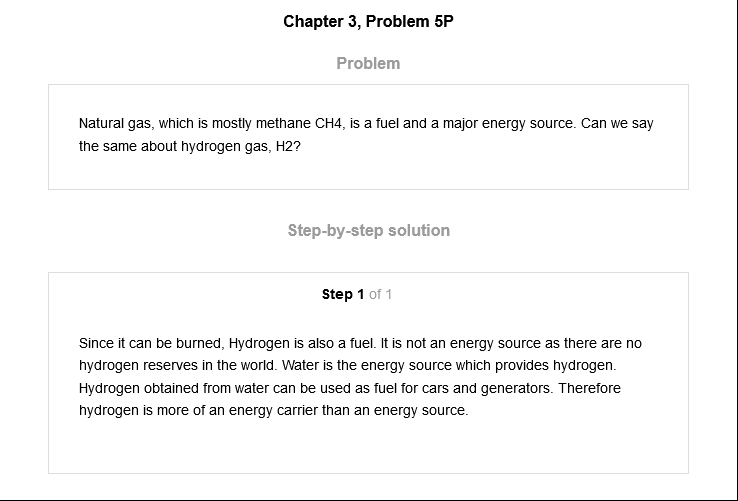 Chapter 3, Problem 5P
Problem
Natural gas, which is mostly methane CH4, is a fuel and a major energy source. Can we say
the same about hydrogen gas, H2?
Step-by-step solution
Step 1 of 1
Since it can be burned, Hydrogen is also a fuel. It is not an energy source as there are no
hydrogen reserves in the world. Water is the energy source which provides hydrogen.
Hydrogen obtained from water can be used as fuel for cars and generators. Therefore
hydrogen is more of an energy carrier than an energy source.